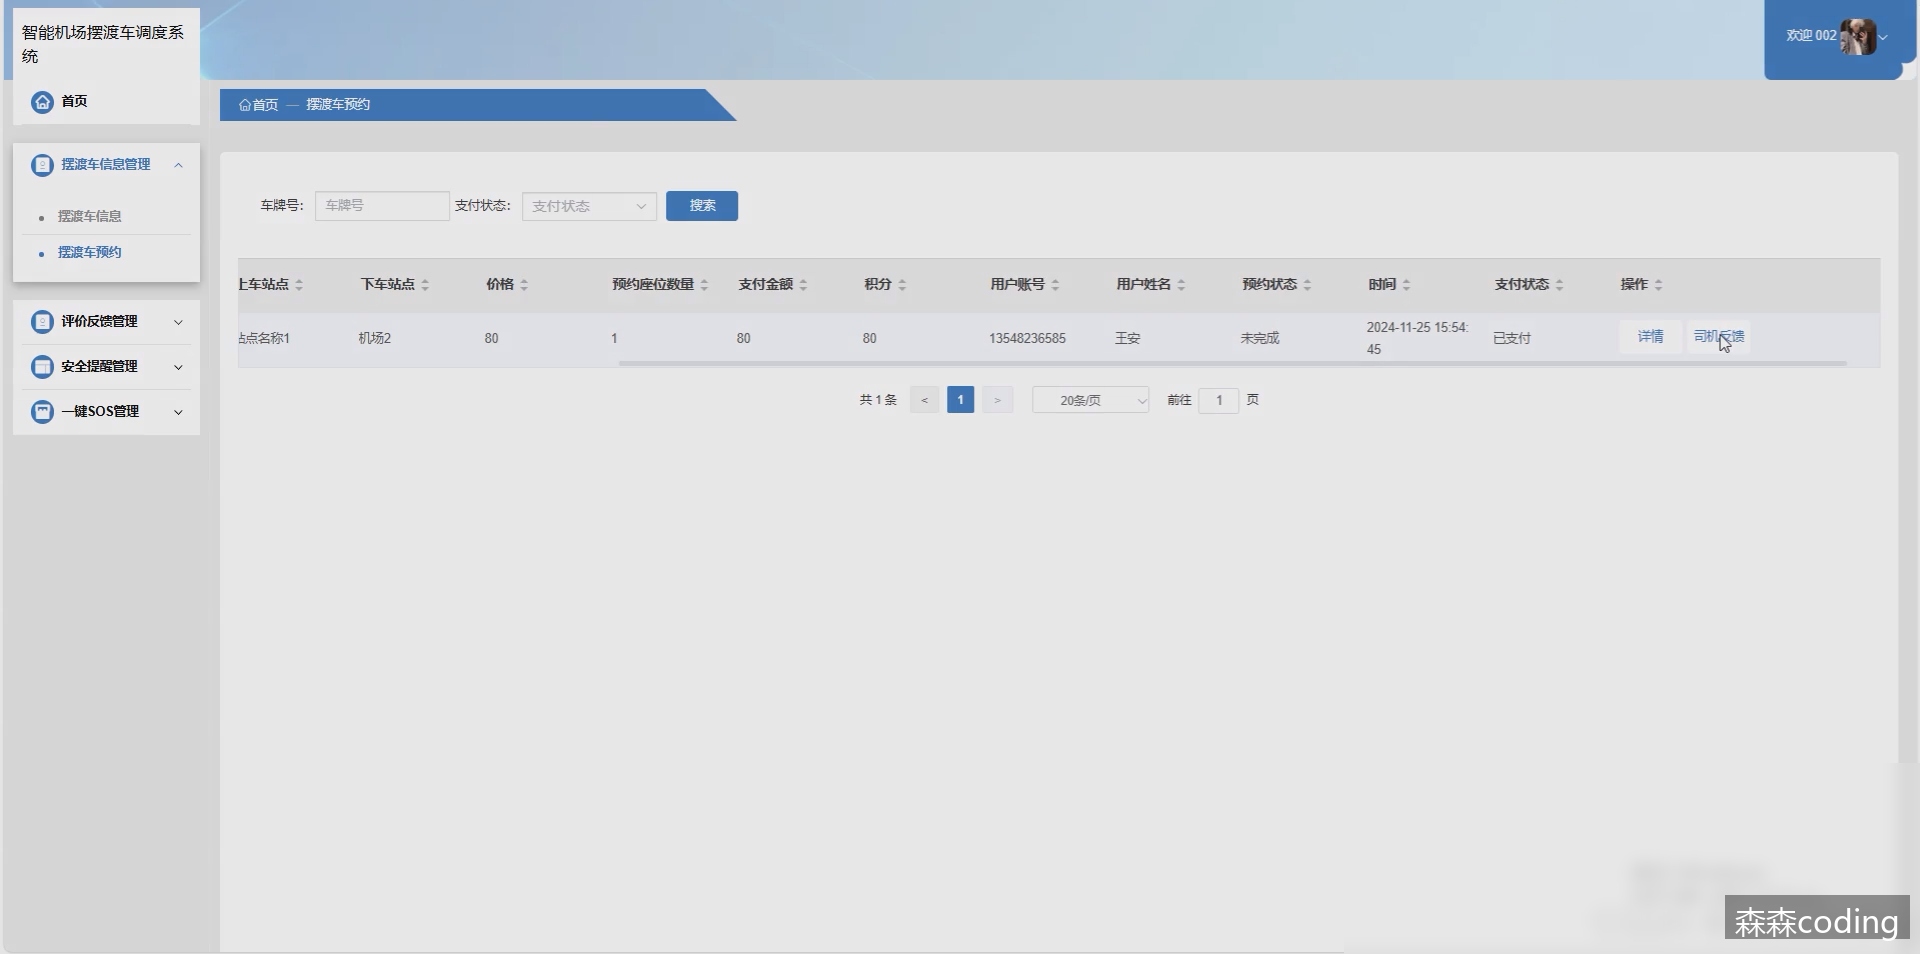 智能机场摆渡车调度系
统
欢迎 002
首页
首页 — 摆渡车预约
摆渡车信息管理
摆渡车信息
摆渡车预约
评价反馈管理
安全提醒管理
一键SOS管理
车牌号: 车牌号 支付状态: 支付状态 搜索
上车站点 下车站点 价格 预约座位数量 支付金额 积分 用户账号 用户姓名 预约状态 时间 支付状态 操作
站点名称1 机场2 80 1 80 80 13548236585 王安 未完成 2024-11-25 15:54:
45 已支付 详情 司机反馈
共 1 条 < 1 > 20条/页 前往 1 页
森森coding